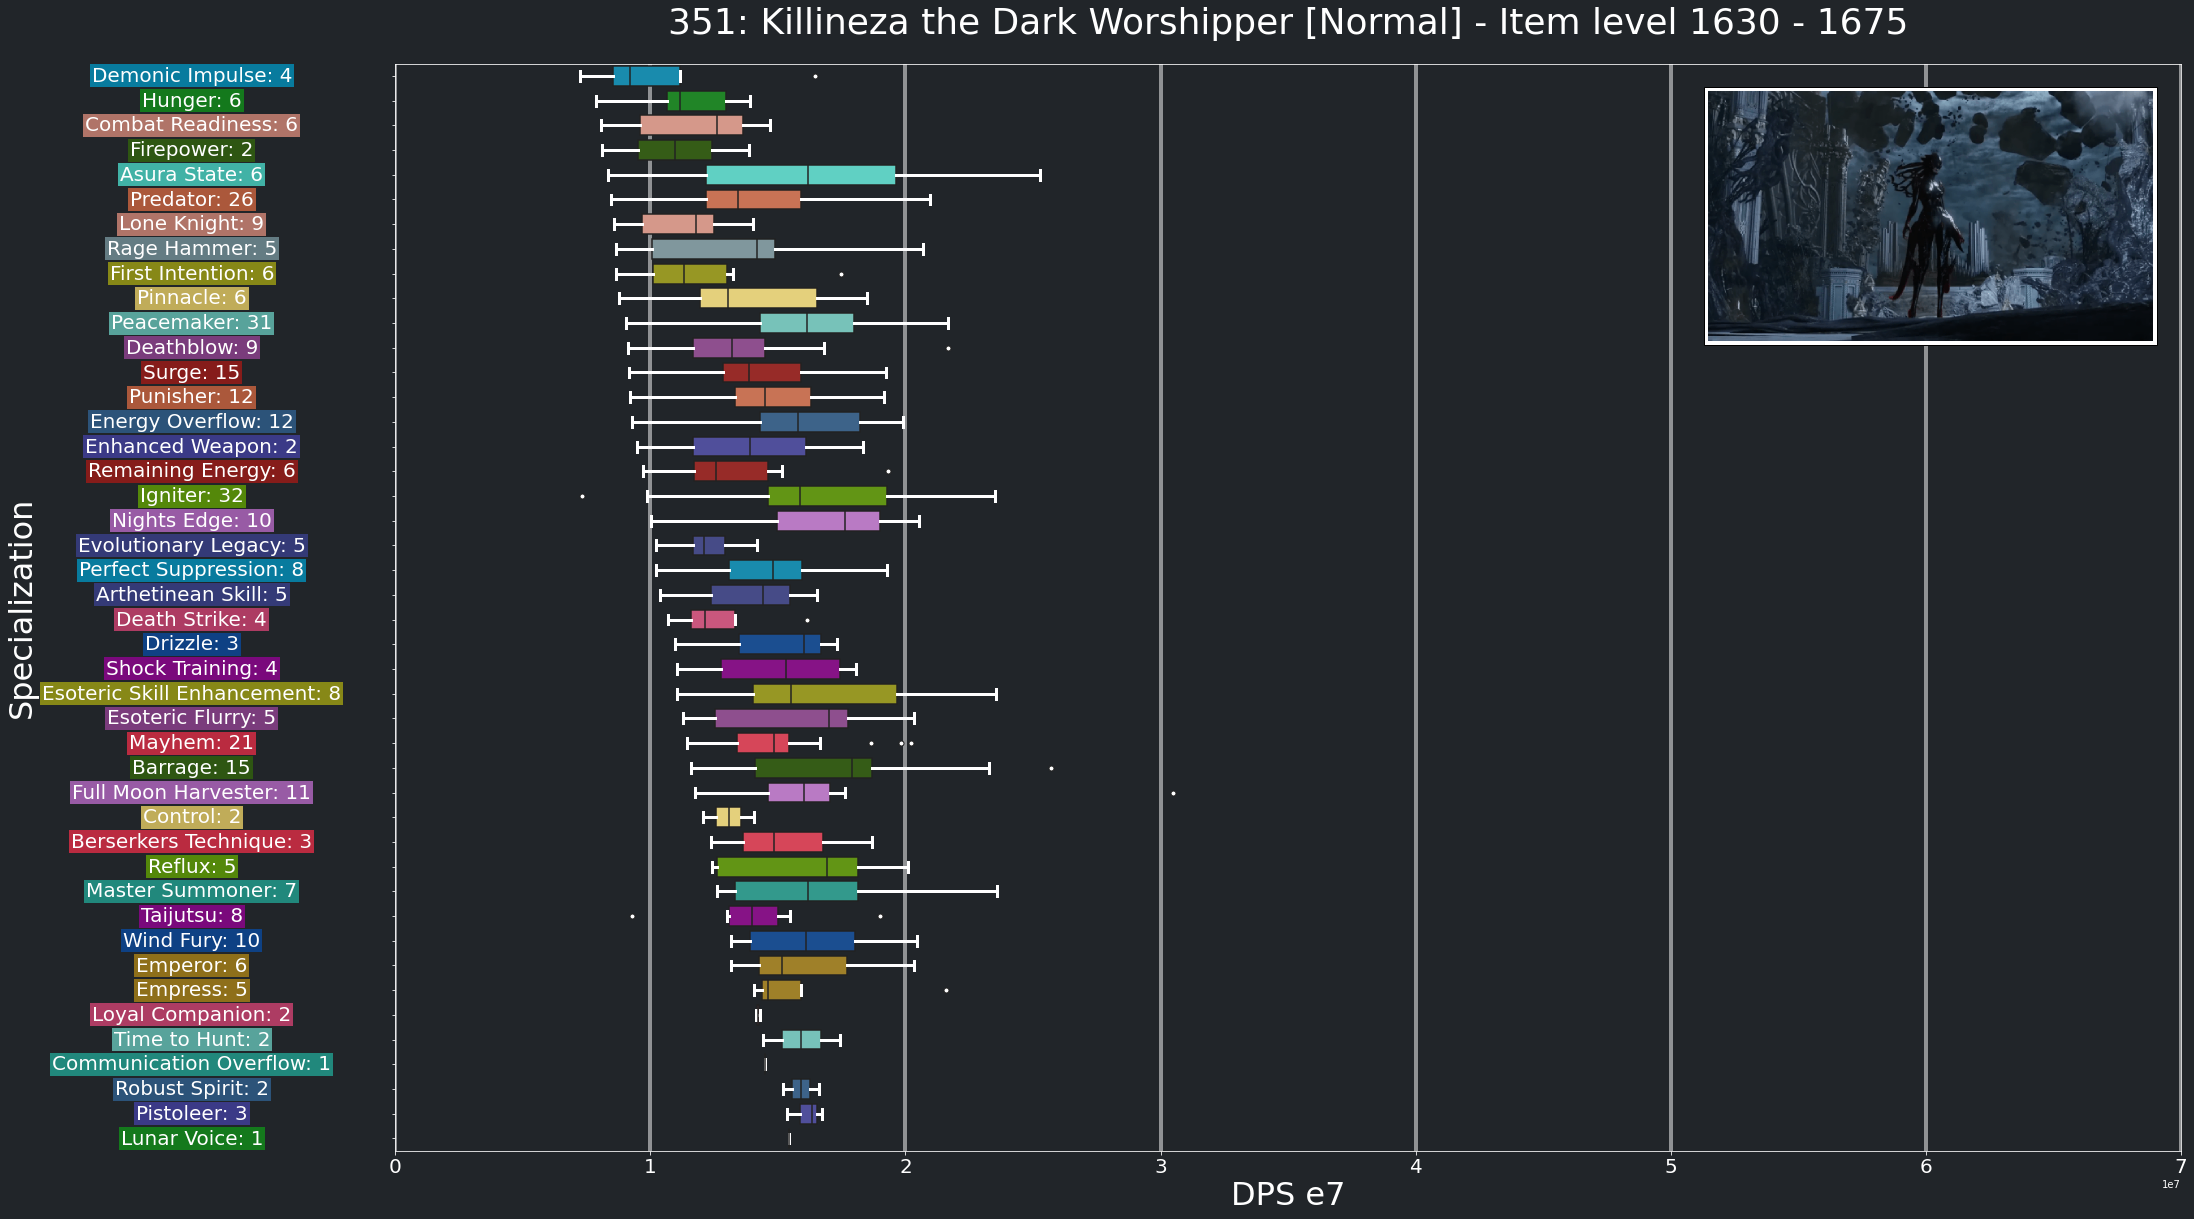 351: Killineza the Dark Worshipper [Normal] - Item level 1630 - 1675
Specialization
Demonic Impulse: 4
Hunger: 6
Combat Readiness: 6
Firepower: 2
Asura State: 6
Predator: 26
Lone Knight: 9
Rage Hammer: 5
First Intention: 6
Pinnacle: 6
Peacemaker: 31
Deathblow: 9
Surge: 15
Punisher: 12
Energy Overflow: 12
Enhanced Weapon: 2
Remaining Energy: 6
Igniter: 32
Nights Edge: 10
Evolutionary Legacy: 5
Perfect Suppression: 8
Arthetinean Skill: 5
Death Strike: 4
Drizzle: 3
Shock Training: 4
Esoteric Skill Enhancement: 8
Esoteric Flurry: 5
Mayhem: 21
Barrage: 15
Full Moon Harvester: 11
Control: 2
Berserkers Technique: 3
Reflux: 5
Master Summoner: 7
Taijutsu: 8
Wind Fury: 10
Emperor: 6
Empress: 5
Loyal Companion: 2
Time to Hunt: 2
Communication Overflow: 1
Robust Spirit: 2
Pistoleer: 3
Lunar Voice: 1
0 1 2 3 4 5 6 7
1e7
DPS e7